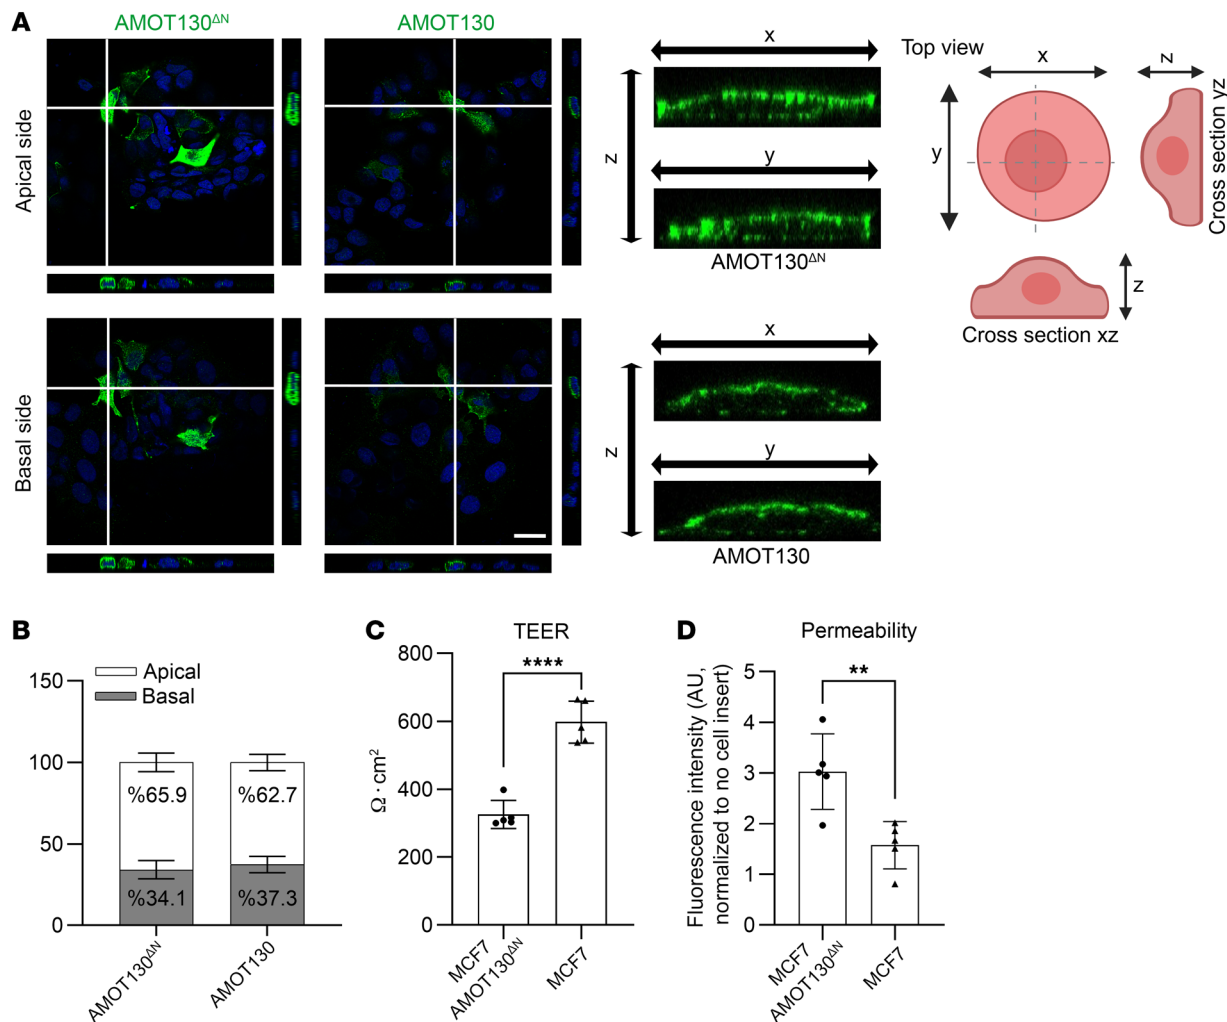 A
AMOT130ΔN
AMOT130
Apical side
Basal side
x
z
y
AMOT130ΔN
x
z
y
AMOT130
Top view
x
y
z
Cross section yz
z
Cross section xz
B
Apical
Basal
150
100
50
0
%65.9
%34.1
%62.7
%37.3
AMOT130ΔN
AMOT130
C
TEER
Ω · cm²
800
600
400
200
0
****
MCF7
AMOT130ΔN
MCF7
D
Permeability
Fluorescence intensity (AU,
normalized to no cell insert)
5
4
3
2
1
0
**
MCF7
AMOT130ΔN
MCF7